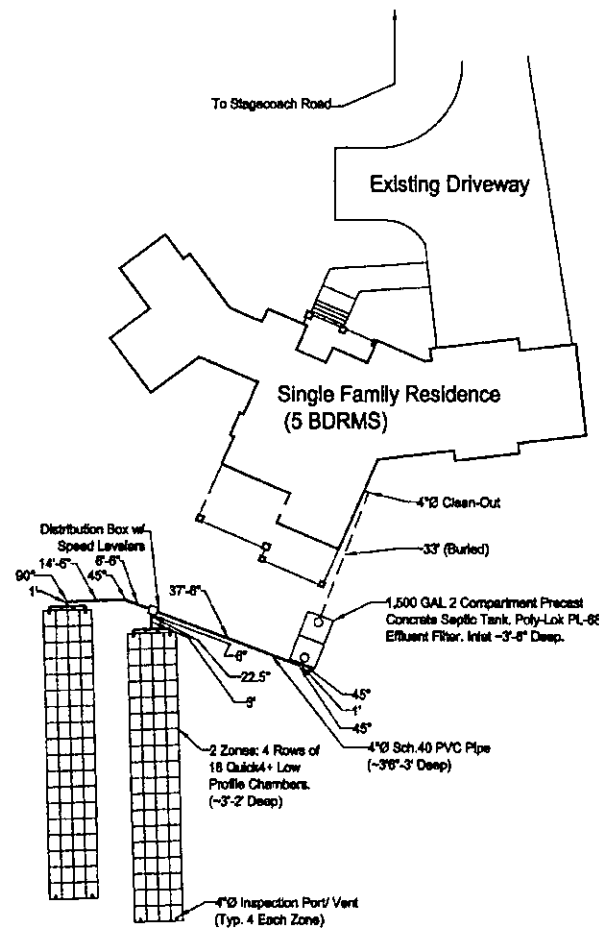 To Stagecoach Road
Existing Driveway
Single Family Residence
(5 BDRMS)
4"Ø Clean-Out
33' (Buried)
Distribution Box w/
Speed Levelers
14'-6"
6'-6"
90°
1'
45°
37'-6"
1,500 GAL 2 Compartment Precast
Concrete Septic Tank. Poly-Lok PL-68
Effluent Filter. Inlet ~3'-6" Deep.
6"
22.5°
5'
45°
1'
45°
4"Ø Sch.40 PVC Pipe
(~3'6"-3' Deep)
2 Zones: 4 Rows of
18 Quick4+ Low
Profile Chambers.
(~3'-2' Deep)
4"Ø Inspection Port/ Vent
(Typ. 4 Each Zone)